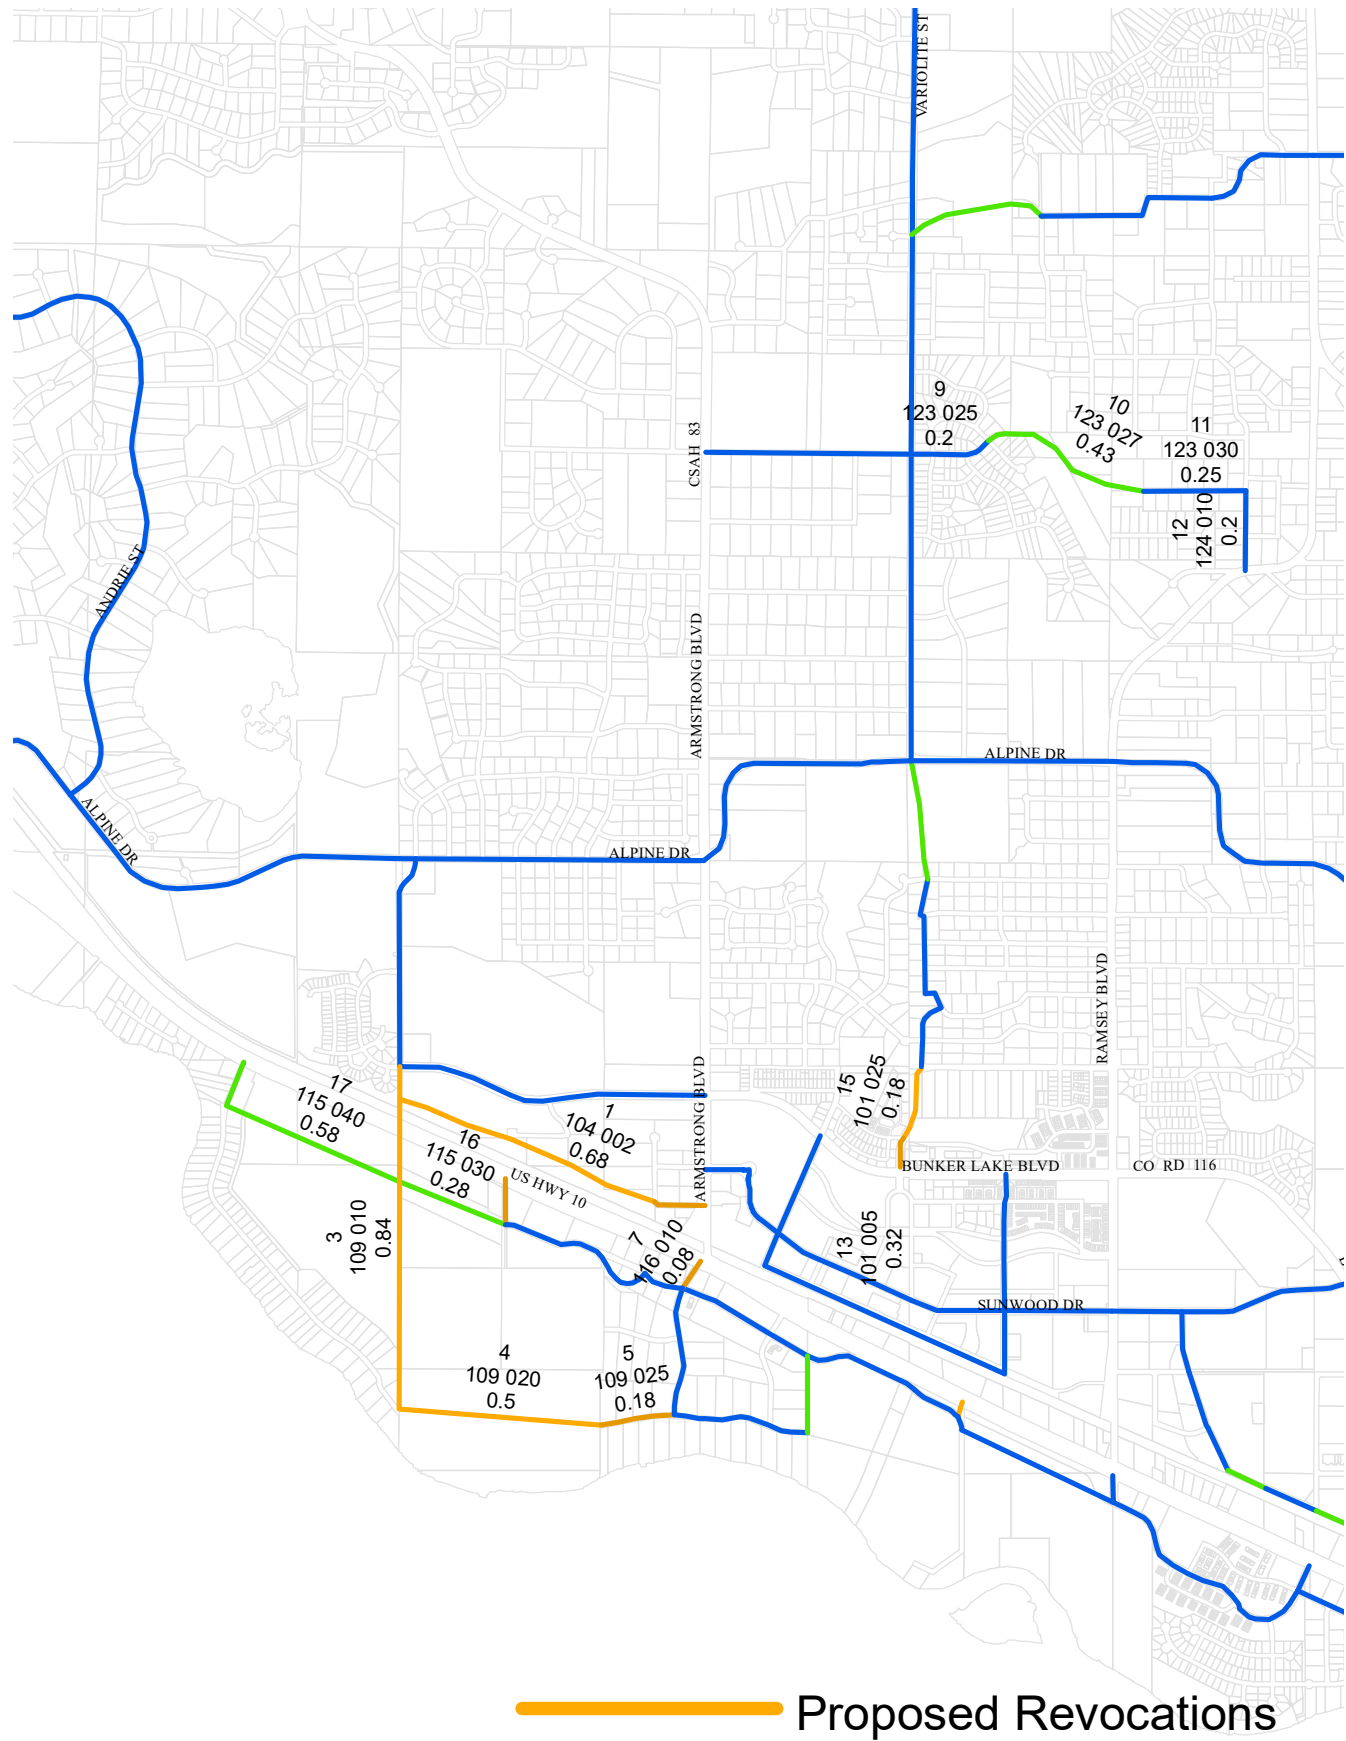 VARIOLITE ST
9
123 025
0.2
10
123 027
0.43
11
123 030
0.25
12
124 010
0.2
CSAH 83
ANDRIE ST
ARMSTRONG BLVD
ALPINE DR
ALPINE DR
ALPINE DR
RAMSEY BLVD
15
101 025
0.18
17
115 040
0.58
1
104 002
0.68
16
115 030
0.28
US HWY 10
ARMSTRONG BLVD
BUNKER LAKE BLVD
CO RD 116
3
109 010
0.84
7
116 010
0.08
13
101 005
0.32
SUNWOOD DR
4
109 020
0.5
5
109 025
0.18
Proposed Revocations